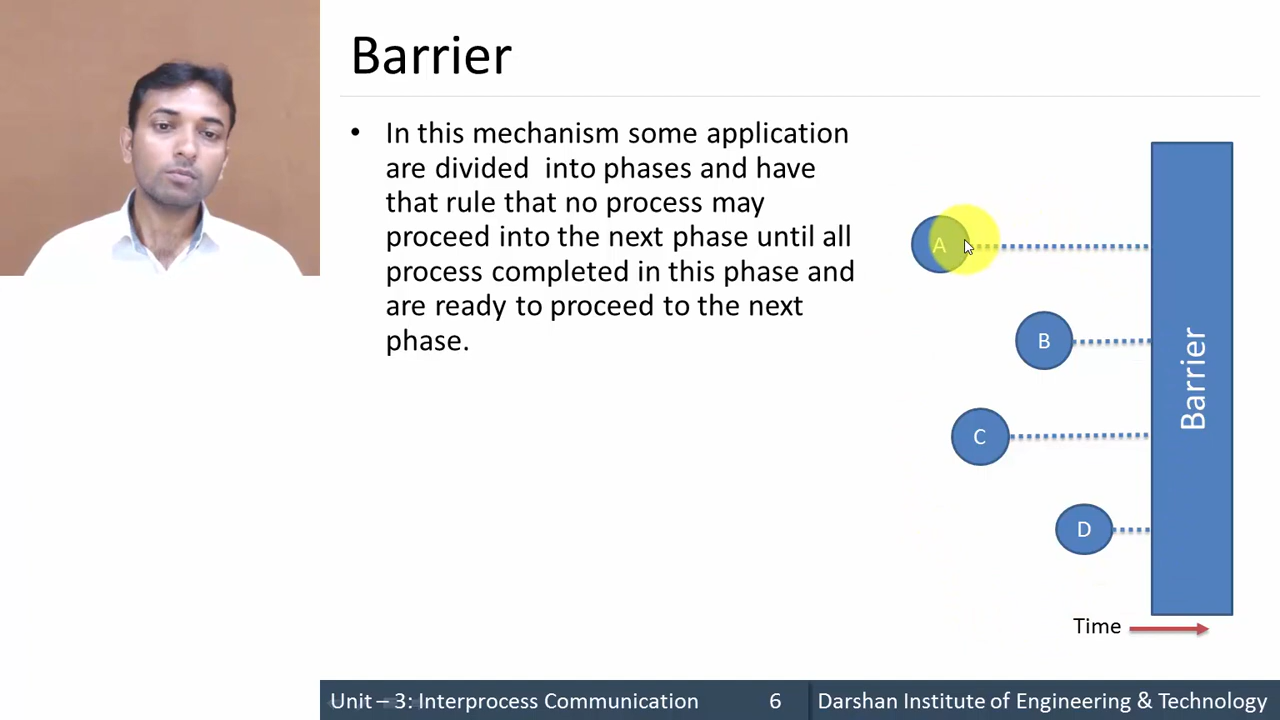 Barrier
• In this mechanism some application
are divided into phases and have
that rule that no process may
proceed into the next phase until all
process completed in this phase and
are ready to proceed to the next
phase.
A
B
C
D
Barrier
Time
Unit – 3: Interprocess Communication
6
Darshan Institute of Engineering & Technology